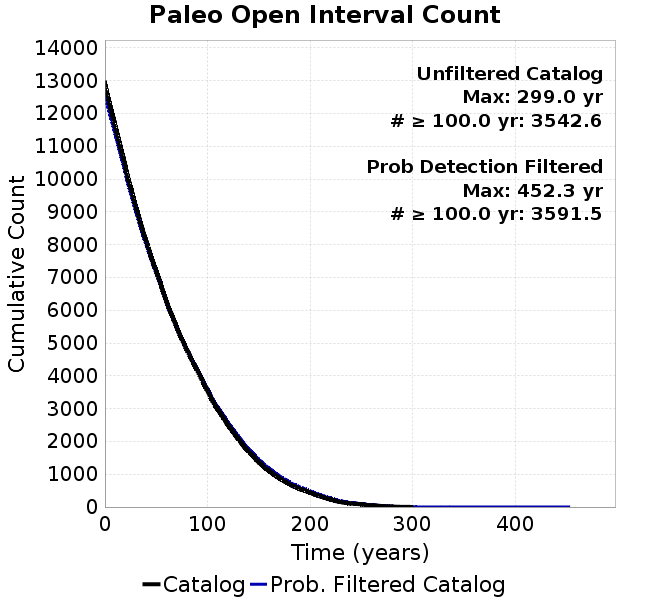 Paleo Open Interval Count
Unfiltered Catalog
Max: 299.0 yr
# ≥ 100.0 yr: 3542.6
Prob Detection Filtered
Max: 452.3 yr
# ≥ 100.0 yr: 3591.5
Cumulative Count
14000
13000
12000
11000
10000
9000
8000
7000
6000
5000
4000
3000
2000
1000
0
0 100 200 300 400
Time (years)
Catalog Prob. Filtered Catalog